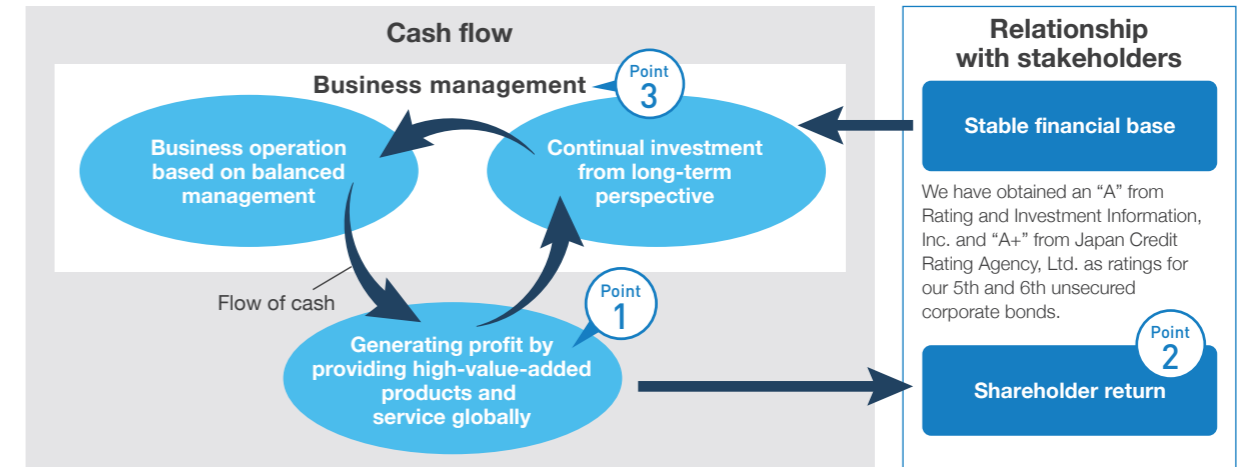 Cash flow
Business management
Point
3
Business operation
based on balanced
management
Continual investment
from long-term
perspective
Flow of cash
Point
1
Generating profit by
providing high-value-added
products and
service globally
Relationship
with stakeholders
Stable financial base
We have obtained an “A” from
Rating and Investment Information,
Inc. and “A+” from Japan Credit
Rating Agency, Ltd. as ratings for
our 5th and 6th unsecured
corporate bonds.
Point
2
Shareholder return